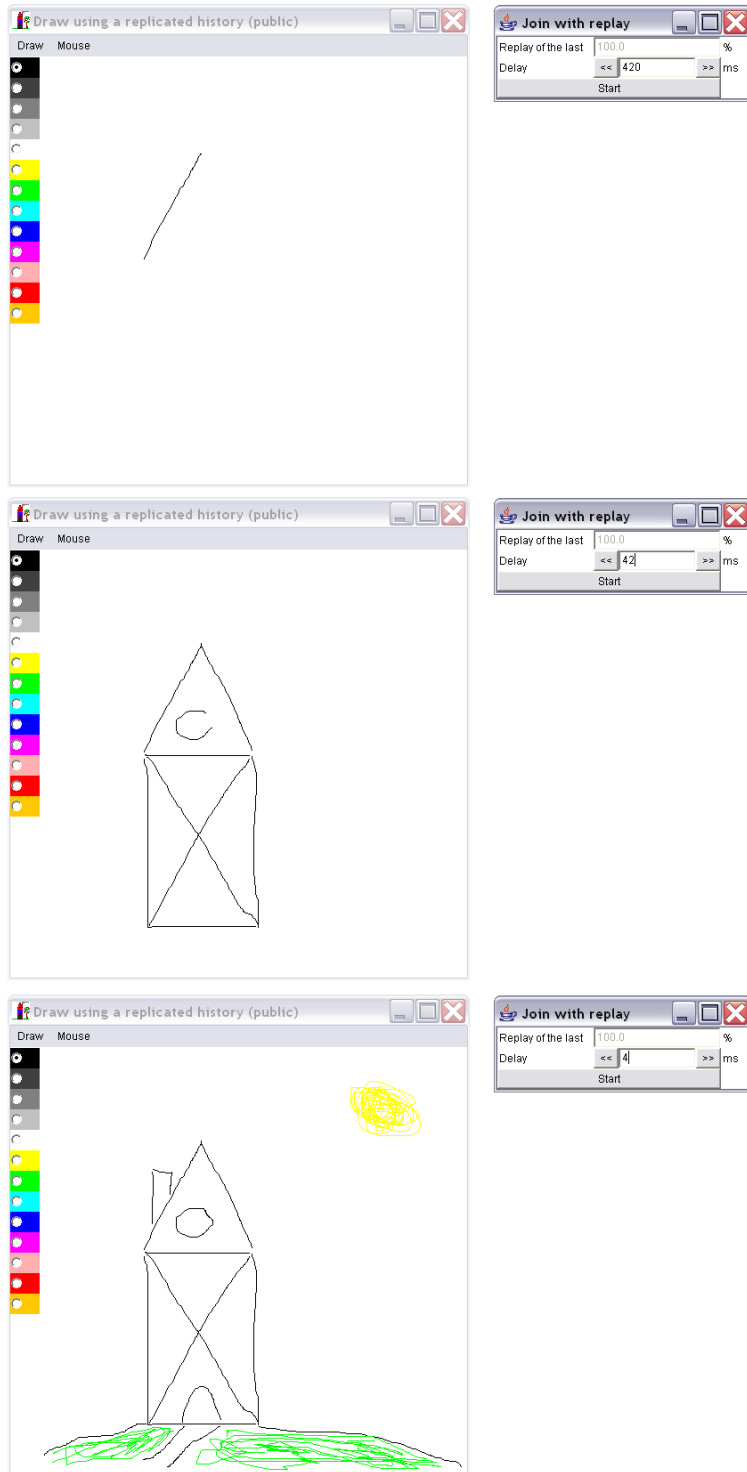 Draw using a replicated history (public)
Draw Mouse
Join with replay
Replay of the last 100.0 %
Delay << 420 >> ms
Start
Draw using a replicated history (public)
Draw Mouse
Join with replay
Replay of the last 100.0 %
Delay << 42 >> ms
Start
Draw using a replicated history (public)
Draw Mouse
Join with replay
Replay of the last 100.0 %
Delay << 4 >> ms
Start